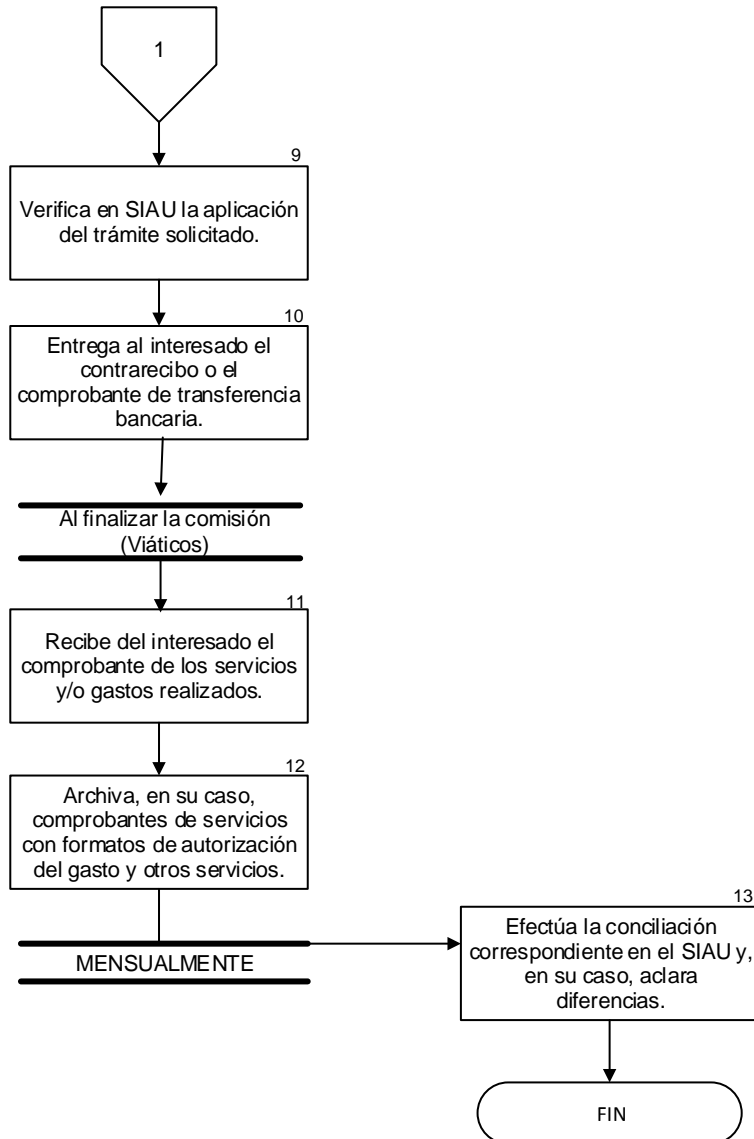 1
9
Verifica en SIAU la aplicación
del trámite solicitado.
10
Entrega al interesado el
contrarecibo o el
comprobante de transferencia
bancaria.
Al finalizar la comisión
(Viáticos)
11
Recibe del interesado el
comprobante de los servicios
y/o gastos realizados.
12
Archiva, en su caso,
comprobantes de servicios
con formatos de autorización
del gasto y otros servicios.
MENSUALMENTE
13
Efectúa la conciliación
correspondiente en el SIAU y,
en su caso, aclara
diferencias.
FIN